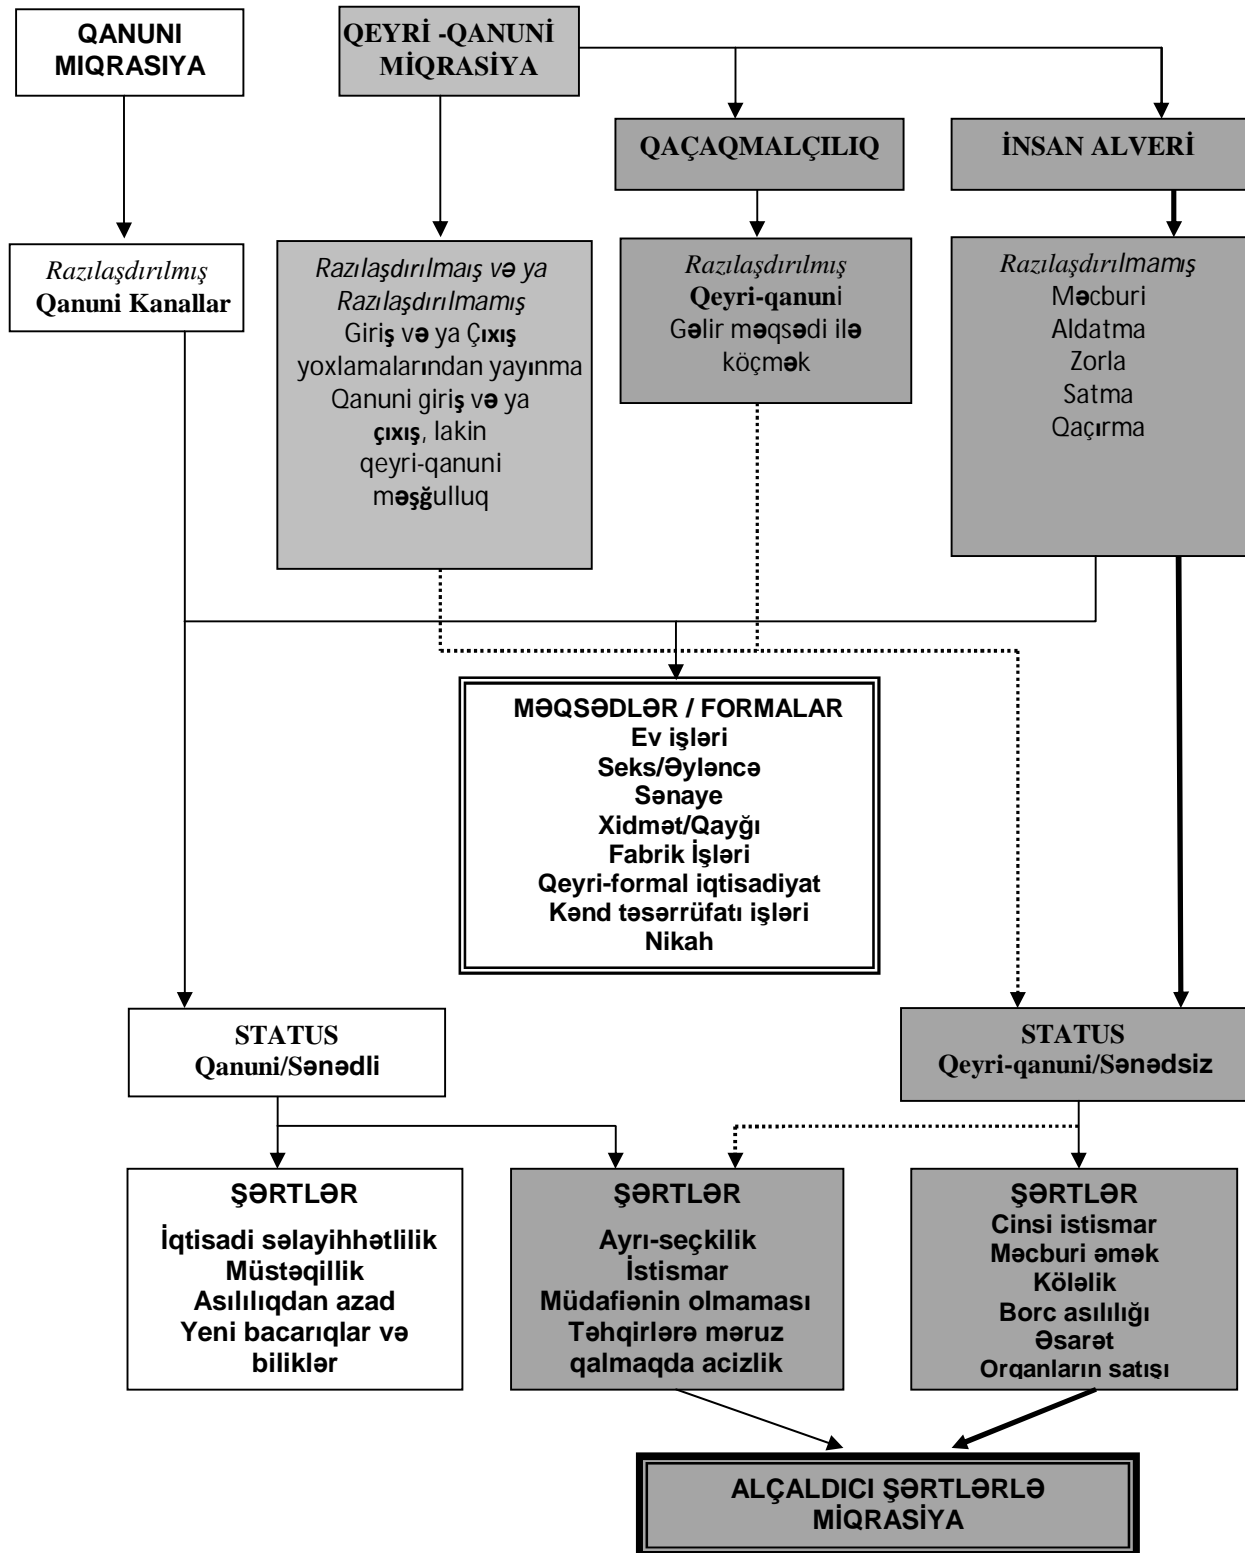 QANUNI
MIQRASIYA
QEYRİ -QANUNİ
MİQRASİYA
QAÇAQMALÇILIQ
İNSAN ALVERİ
Razılaşdırılmış
Qanuni Kanallar
Razılaşdırılmaış və ya
Razılaşdırılmamış
Giriş və ya Çıxış
yoxlamalarından yayınma
Qanuni giriş və ya
çıxış, lakin
qeyri-qanuni
məşğulluq
Razılaşdırılmış
Qeyri-qanuni
Gəlir məqsədi ilə
köçmək
Razılaşdırılmamış
Məcburi
Aldatma
Zorla
Satma
Qaçırma
MƏQSƏDLƏR / FORMALAR
Ev işləri
Seks/Əyləncə
Sənaye
Xidmət/Qayğı
Fabrik İşləri
Qeyri-formal iqtisadiyat
Kənd təsərrüfatı işləri
Nikah
STATUS
Qanuni/Sənədli
STATUS
Qeyri-qanuni/Sənədsiz
ŞƏRTLƏR
İqtisadi səlayihhətlilik
Müstəqillik
Asılılıqdan azad
Yeni bacarıqlar və
biliklər
ŞƏRTLƏR
Ayrı-seçkilik
İstismar
Müdafiənin olmaması
Təhqirlərə məruz
qalmaqda acizlik
ŞƏRTLƏR
Cinsi istismar
Məcburi əmək
Köləlik
Borc asılılığı
Əsarət
Orqanların satışı
ALÇALDICI ŞƏRTLƏRLƏ
MİQRASİYA